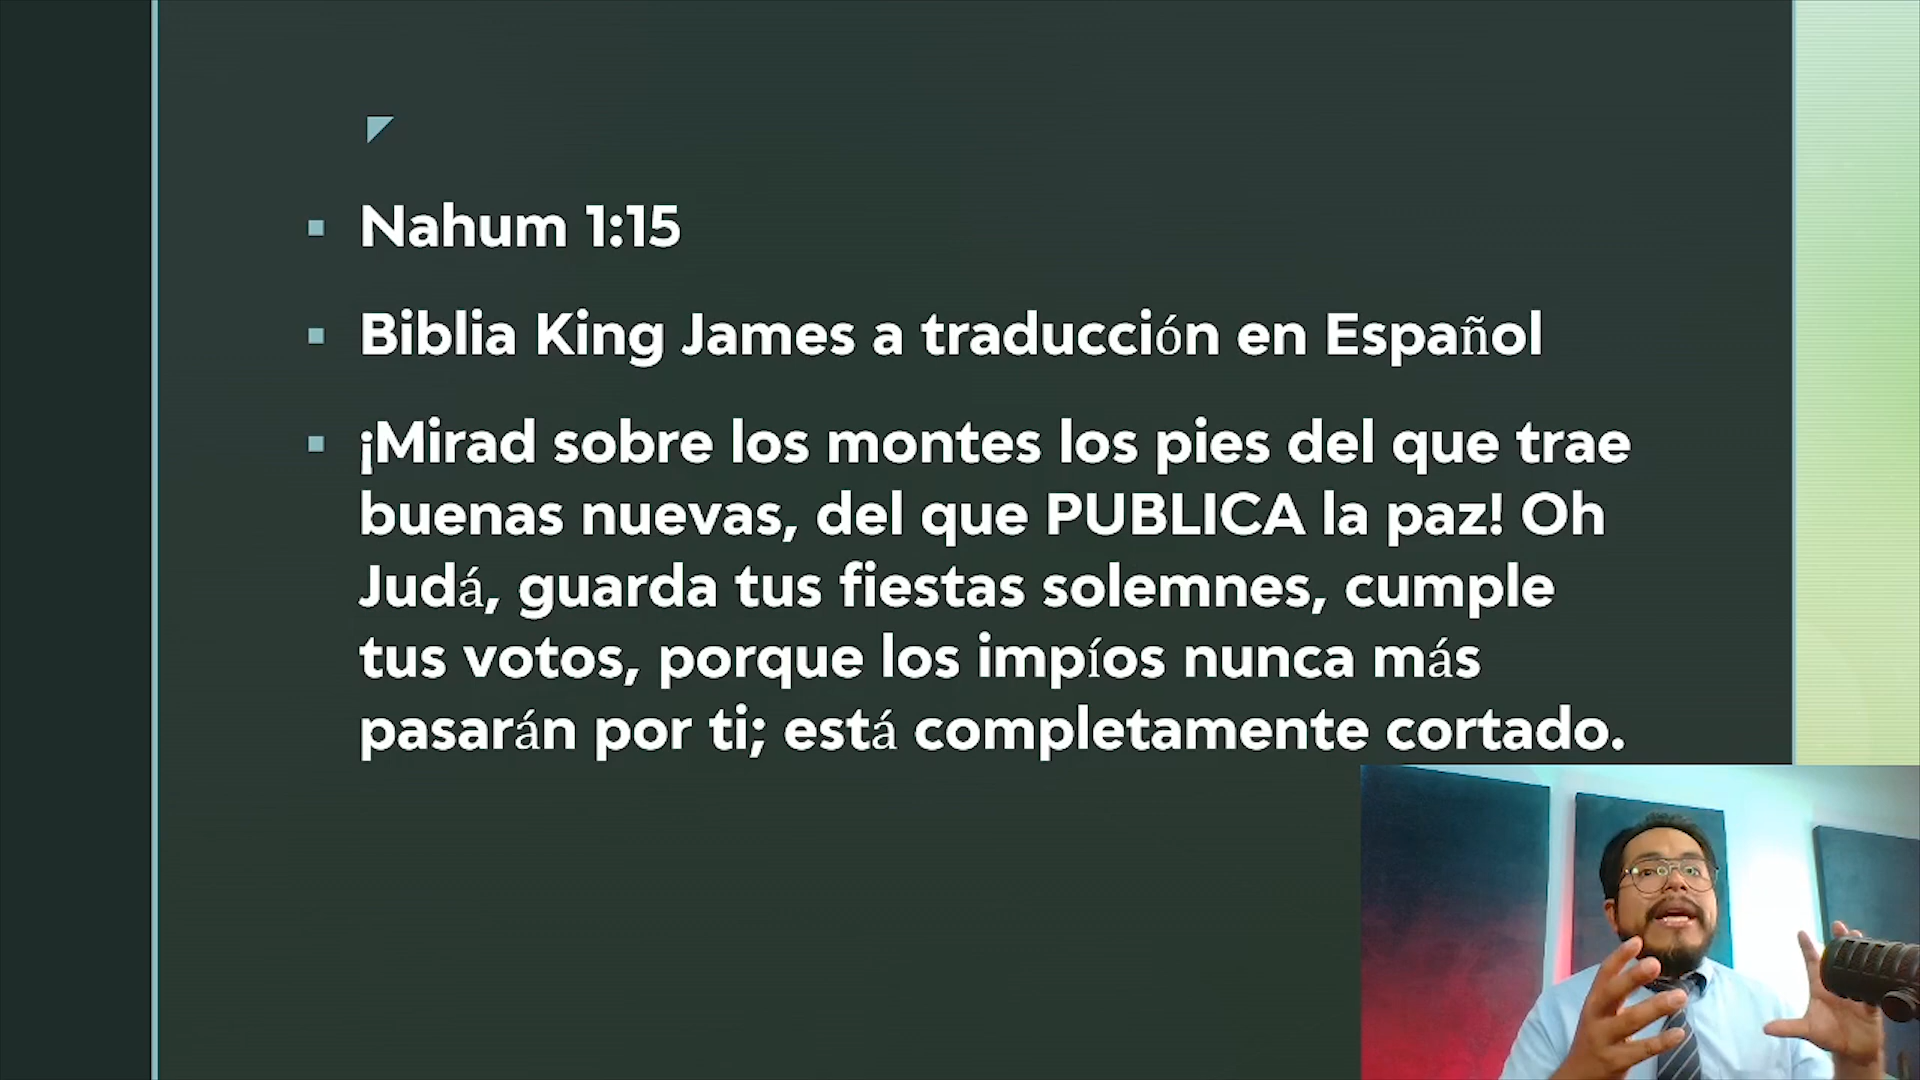 Nahum 1:15
Biblia King James a traducción en Español
¡Mirad sobre los montes los pies del que trae
buenas nuevas, del que PUBLICA la paz! Oh
Judá, guarda tus fiestas solemnes, cumple
tus votos, porque los impíos nunca más
pasarán por ti; está completamente cortado.